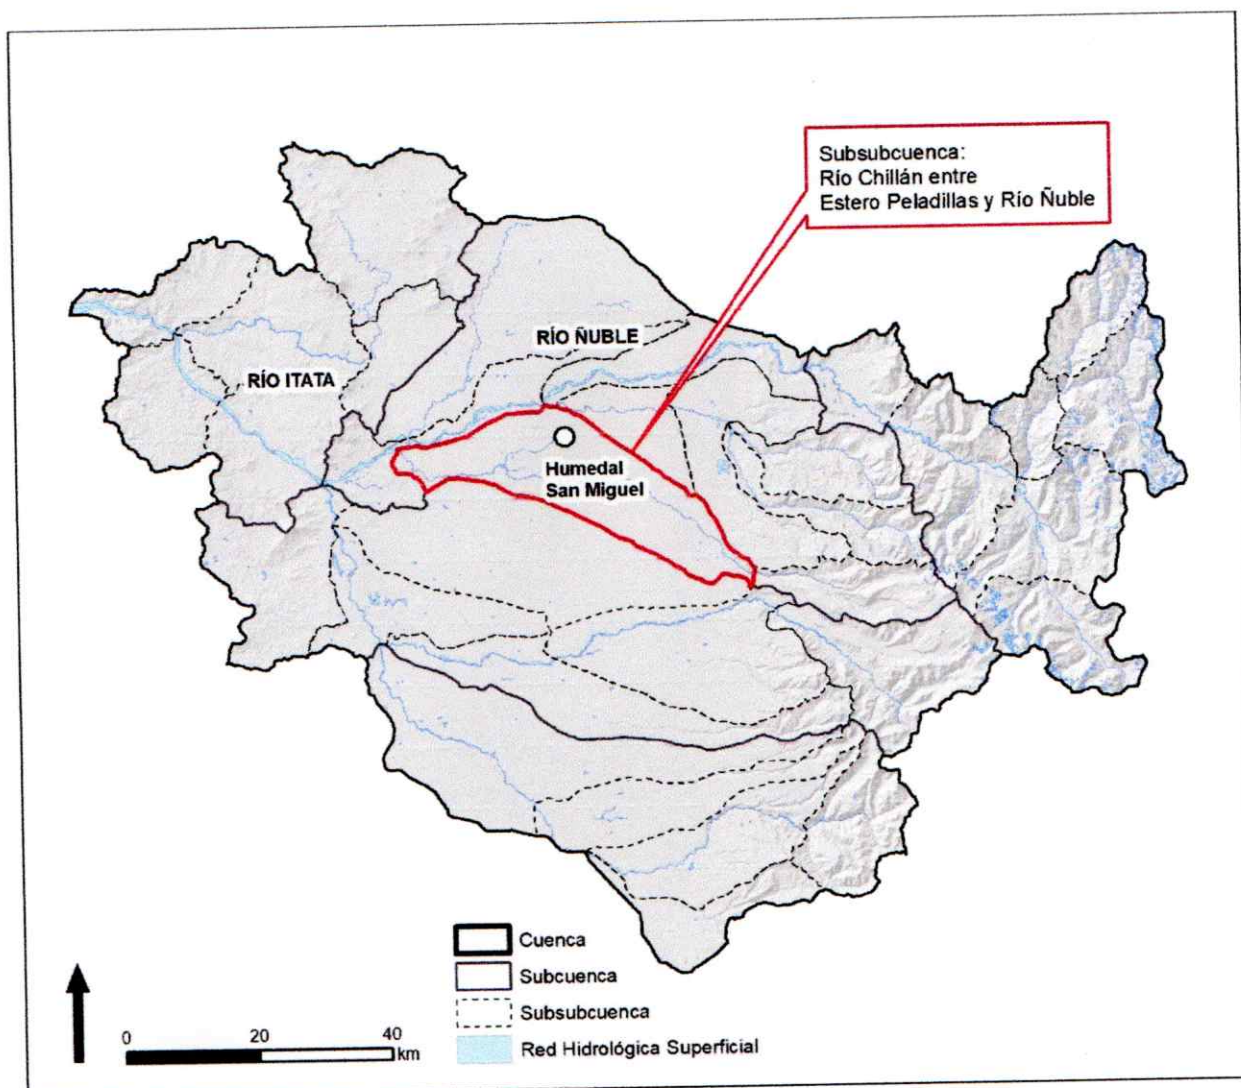 Subsubcuenca:
Río Chillán entre
Estero Peladillas y Río Ñuble
RÍO ÑUBLE
RÍO ITATA
Humedal
San Miguel
Cuenca
Subcuenca
Subsubcuenca
Red Hidrológica Superficial
0 20 40
km